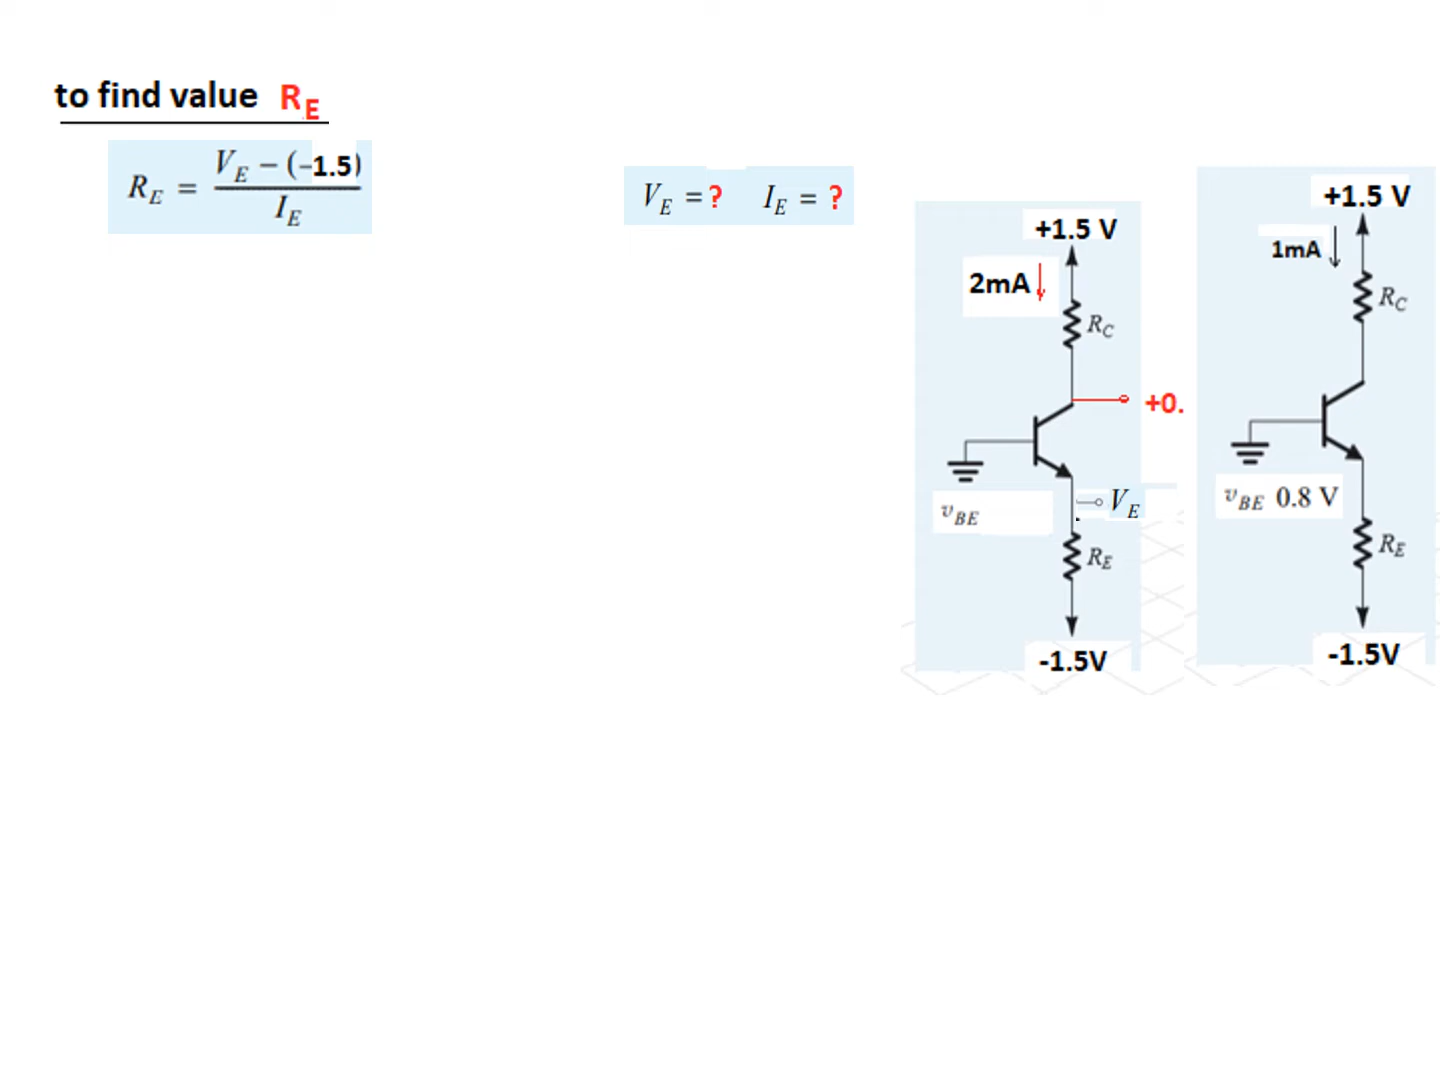 to find value R_E
R_E = V_E − (−1.5) / I_E
V_E = ? I_E = ?
+1.5 V
2mA
R_C
+0.
V_E
v_BE
R_E
-1.5V
+1.5 V
1mA
R_C
v_BE 0.8 V
R_E
-1.5V